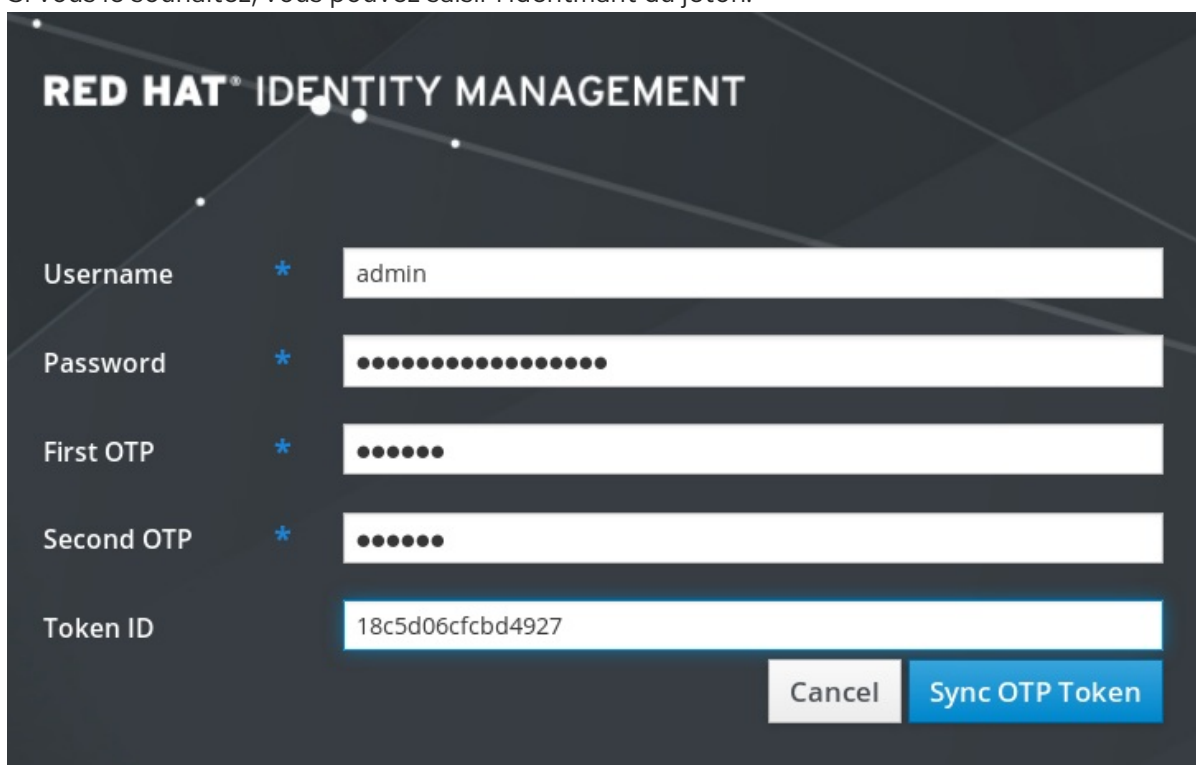 RED HAT® IDENTITY MANAGEMENT
Username * admin
Password * •••••••••••••••••
First OTP * ••••••
Second OTP * ••••••
Token ID 18c5d06cfcbd4927
Cancel Sync OTP Token